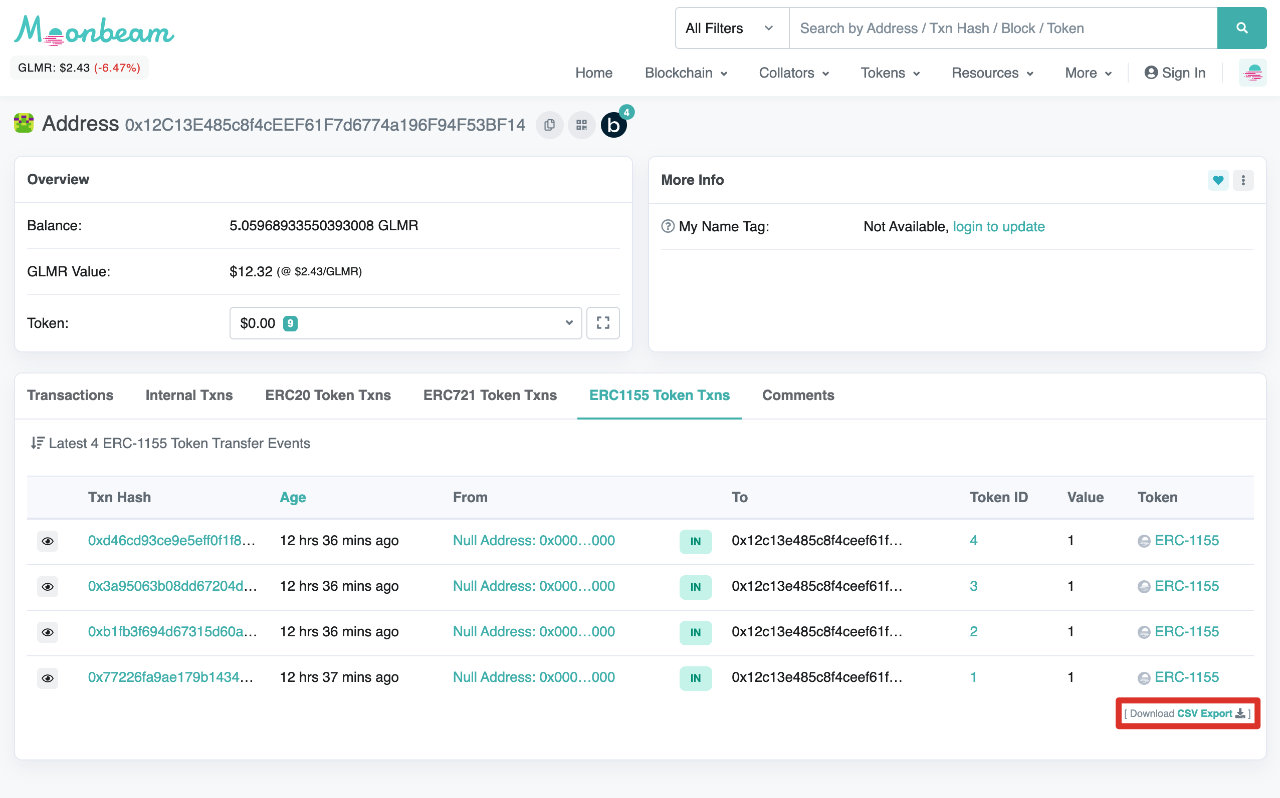 Moonbeam
All Filters
Search by Address / Txn Hash / Block / Token
GLMR: $2.43 (-6.47%)
Home Blockchain Collators Tokens Resources More Sign In
Address 0x12C13E485c8f4cEEF61F7d6774a196F94F53BF14 b 4
Overview
Balance: 5.05968933550393008 GLMR
GLMR Value: $12.32 (@ $2.43/GLMR)
Token: $0.00 9
More Info
My Name Tag: Not Available, login to update
Transactions Internal Txns ERC20 Token Txns ERC721 Token Txns ERC1155 Token Txns Comments
Latest 4 ERC-1155 Token Transfer Events
Txn Hash Age From To Token ID Value Token
0xd46cd93ce9e5eff0f1f8... 12 hrs 36 mins ago Null Address: 0x000...000 IN 0x12c13e485c8f4ceef61f... 4 1 ERC-1155
0x3a95063b08dd67204d... 12 hrs 36 mins ago Null Address: 0x000...000 IN 0x12c13e485c8f4ceef61f... 3 1 ERC-1155
0xb1fb3f694d67315d60a... 12 hrs 36 mins ago Null Address: 0x000...000 IN 0x12c13e485c8f4ceef61f... 2 1 ERC-1155
0x77226fa9ae179b1434... 12 hrs 37 mins ago Null Address: 0x000...000 IN 0x12c13e485c8f4ceef61f... 1 1 ERC-1155
[ Download CSV Export ]